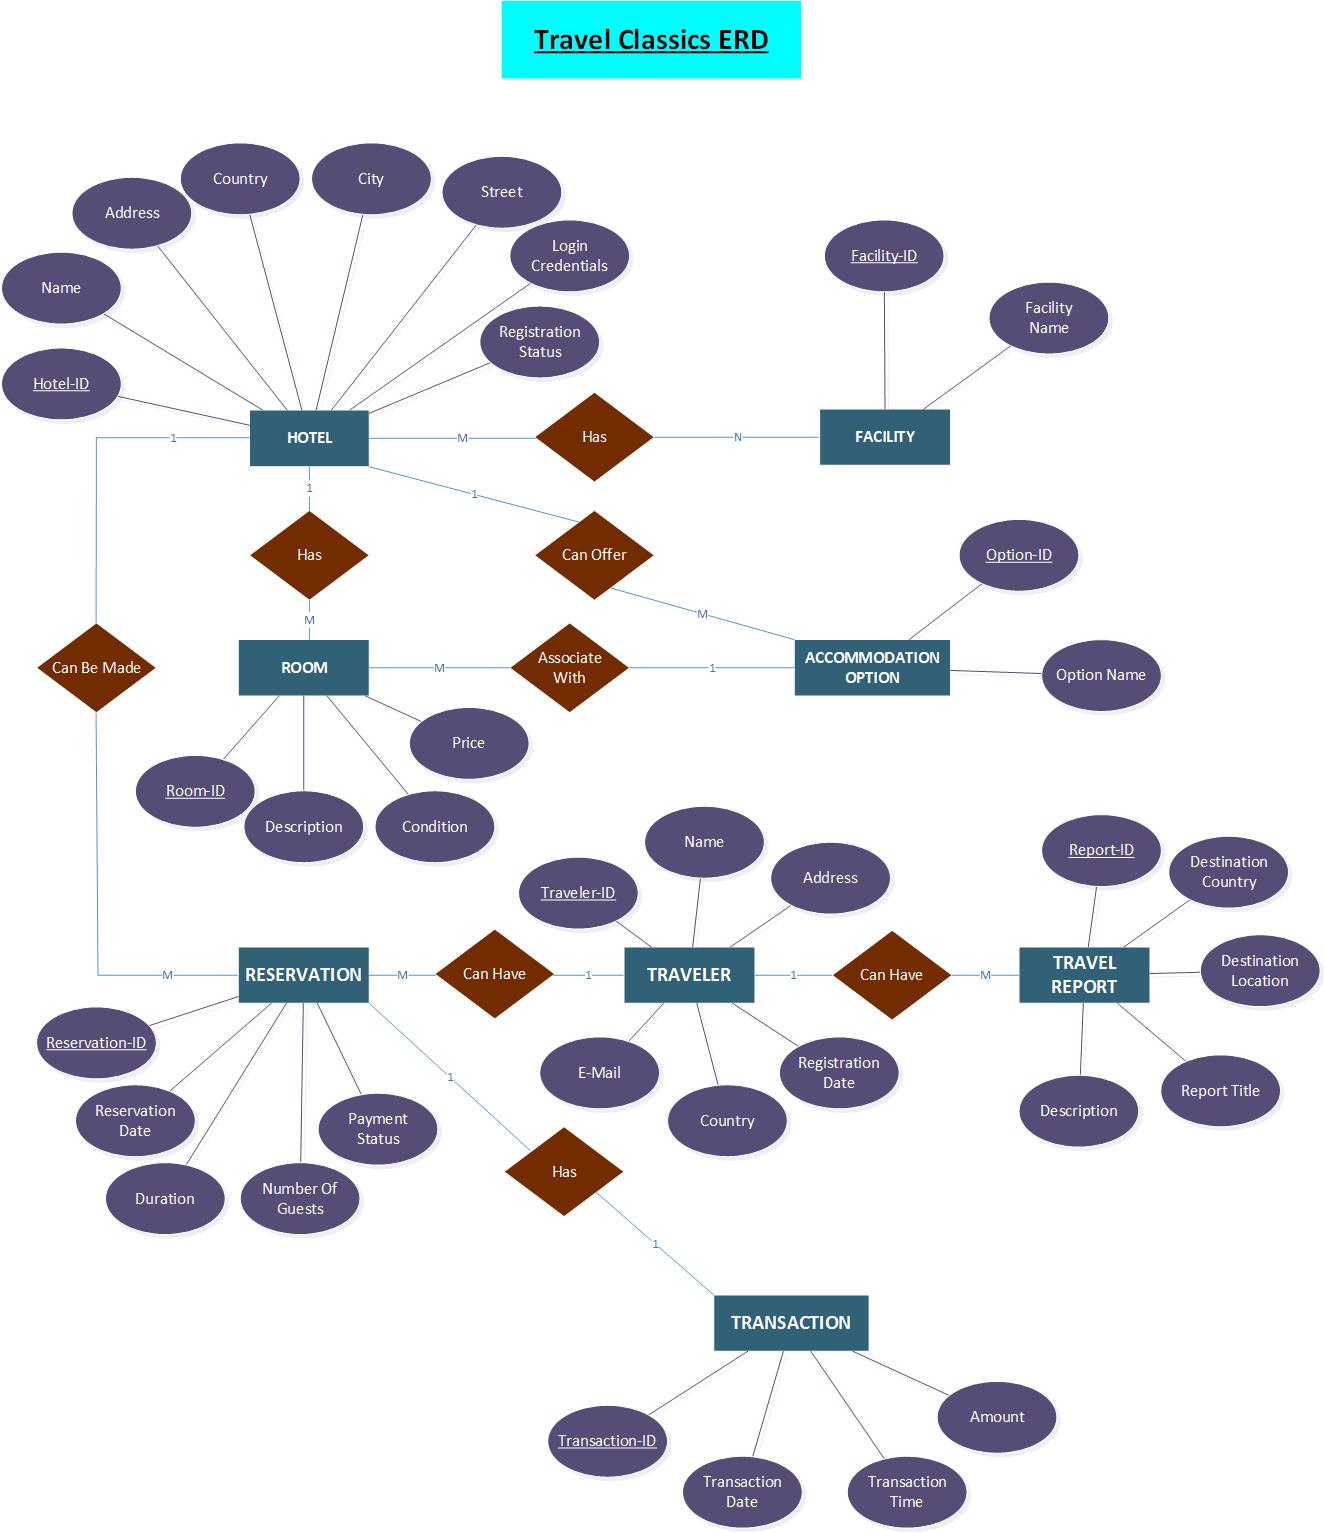 Travel Classics ERD
Country
City
Street
Address
Login
Credentials
Facility-ID
Name
Facility
Name
Registration
Status
Hotel-ID
HOTEL
1
M
Has
N
FACILITY
1
1
Has
Can Offer
Option-ID
M
M
Can Be Made
ROOM
M
Associate
With
1
ACCOMMODATION
OPTION
Option Name
Price
Room-ID
Description
Condition
Name
Report-ID
Traveler-ID
Address
Destination
Country
RESERVATION
M
M
Can Have
1
TRAVELER
1
Can Have
M
TRAVEL
REPORT
Destination
Location
Reservation-ID
1
E-Mail
Registration
Date
Reservation
Date
Payment
Status
Country
Description
Report Title
Duration
Number Of
Guests
Has
1
TRANSACTION
Transaction-ID
Transaction
Date
Transaction
Time
Amount